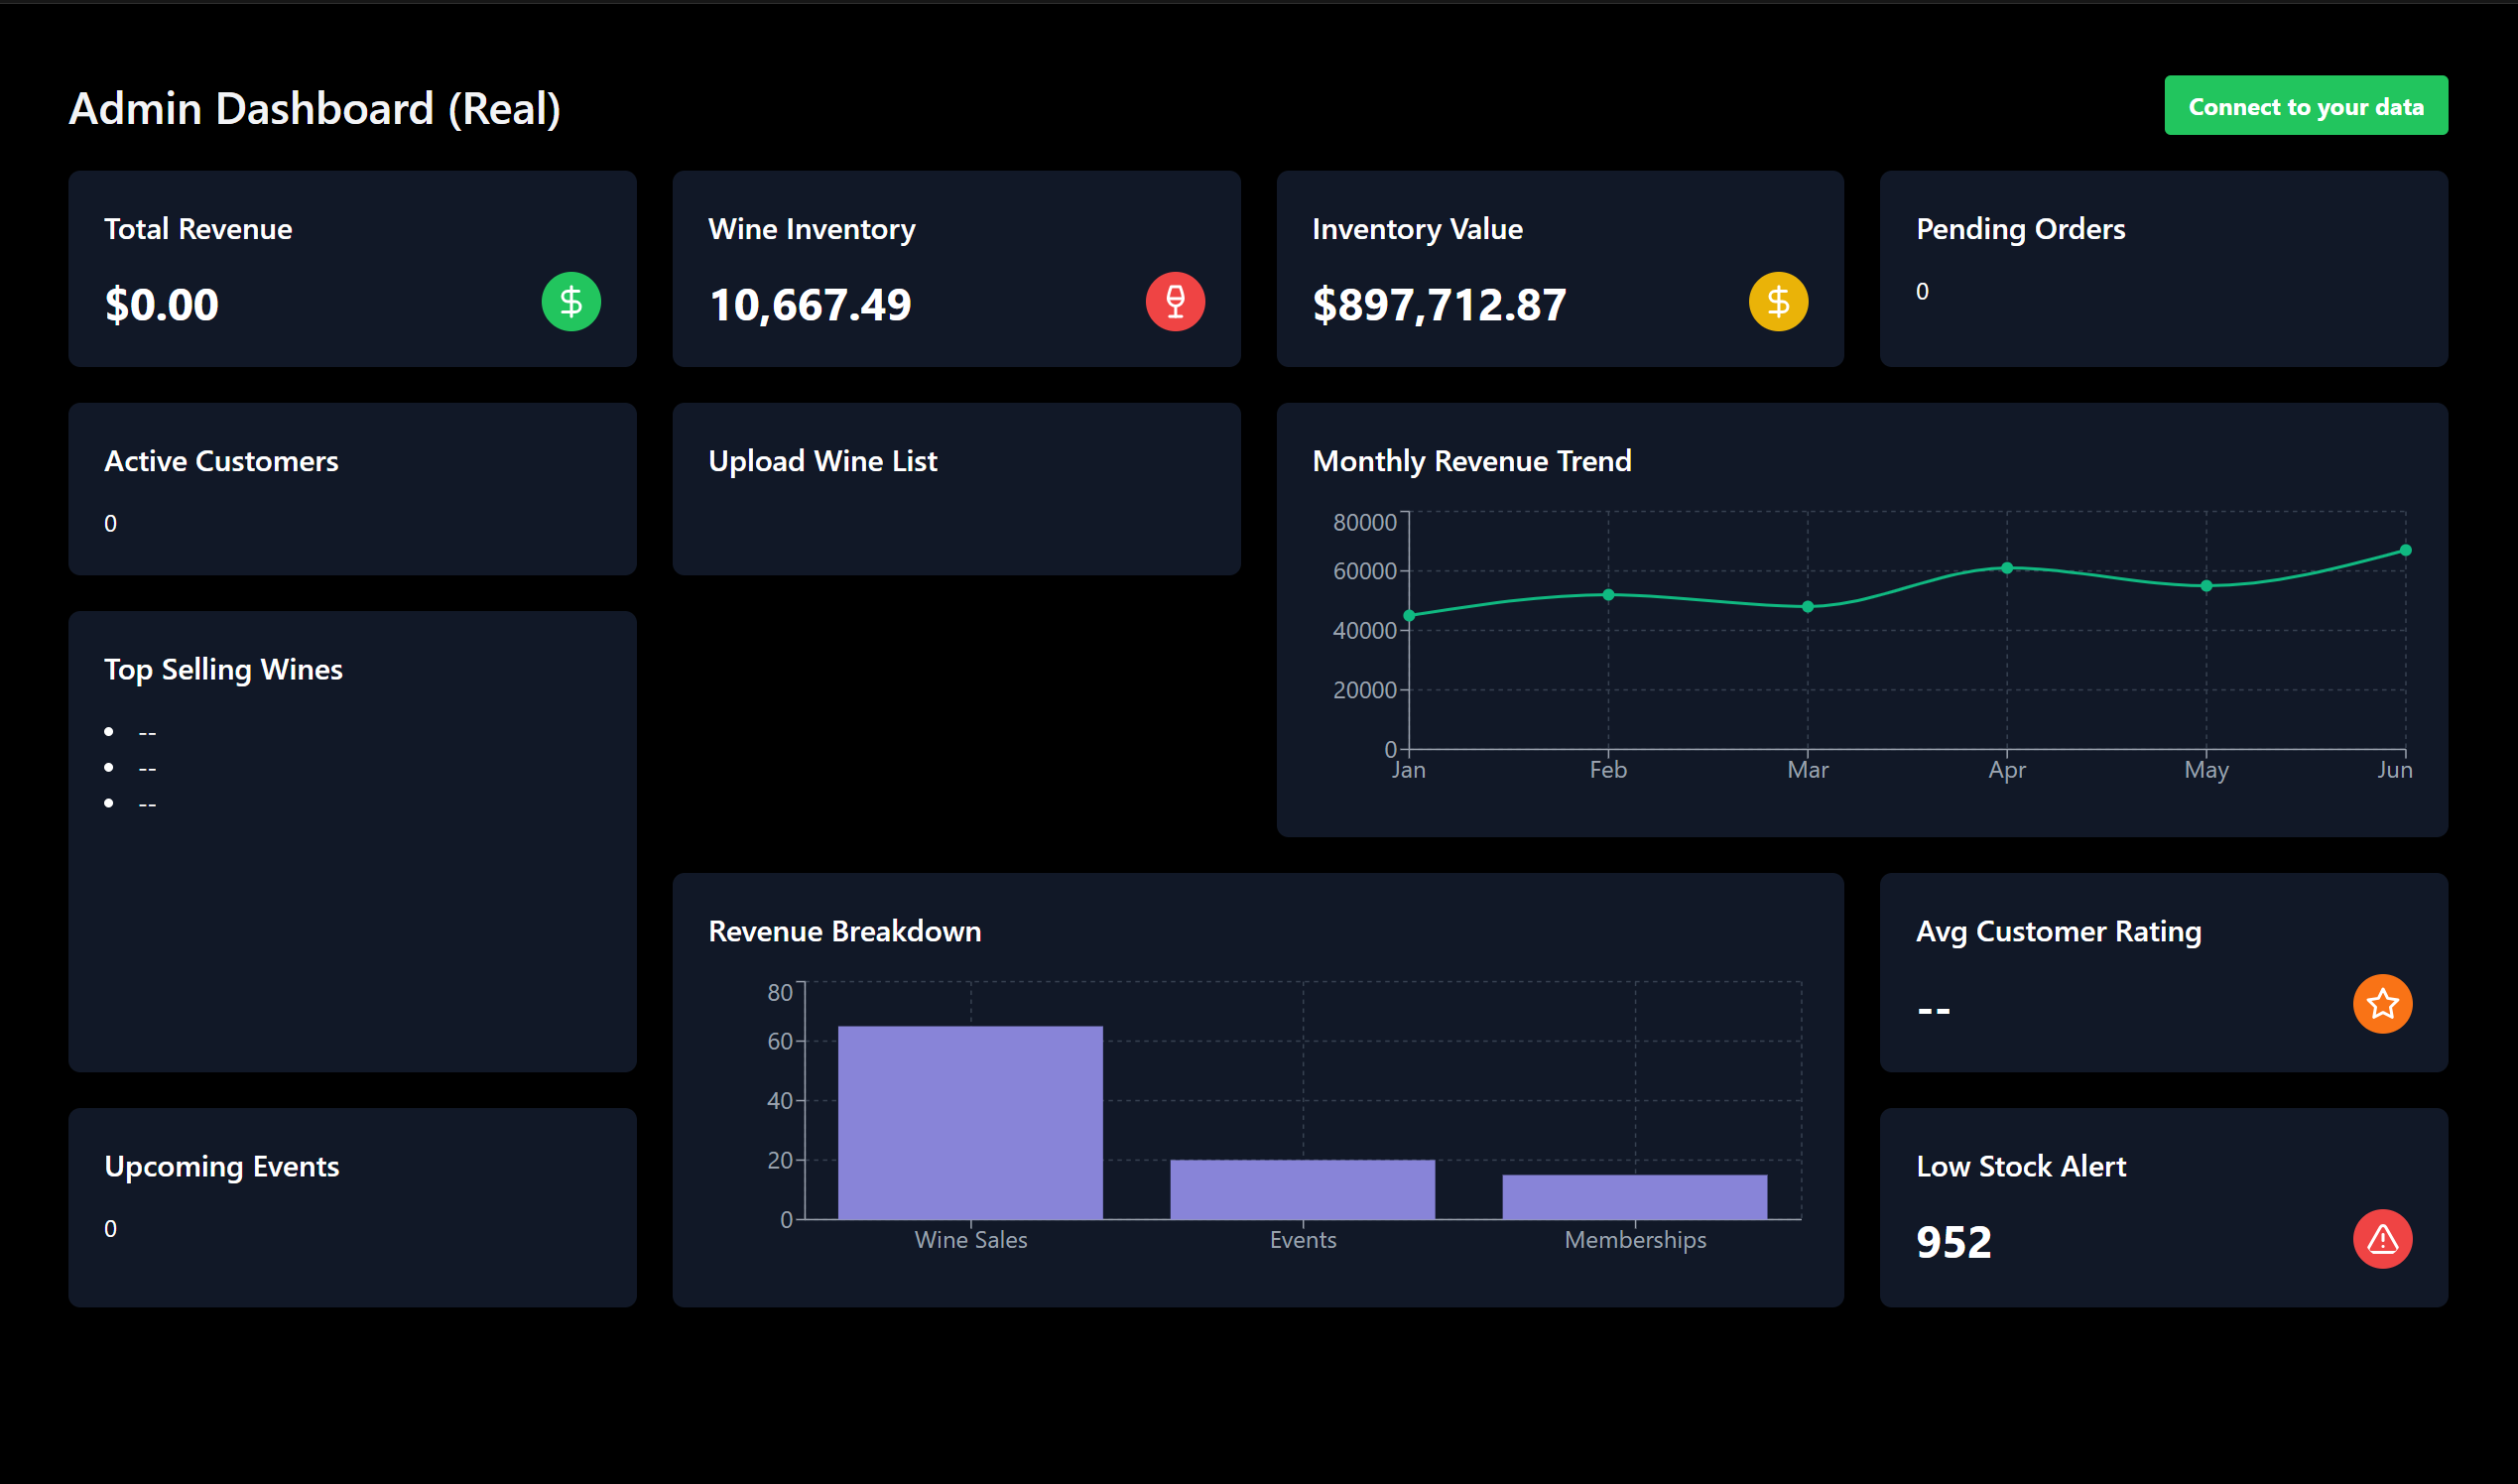 Admin Dashboard (Real)
Connect to your data
Total Revenue
$0.00
Wine Inventory
10,667.49
Inventory Value
$897,712.87
Pending Orders
0
Active Customers
0
Upload Wine List
Monthly Revenue Trend
80000
60000
40000
20000
0
Jan Feb Mar Apr May Jun
Top Selling Wines
• --
• --
• --
Revenue Breakdown
80
60
40
20
0
Wine Sales Events Memberships
Avg Customer Rating
--
Upcoming Events
0
Low Stock Alert
952